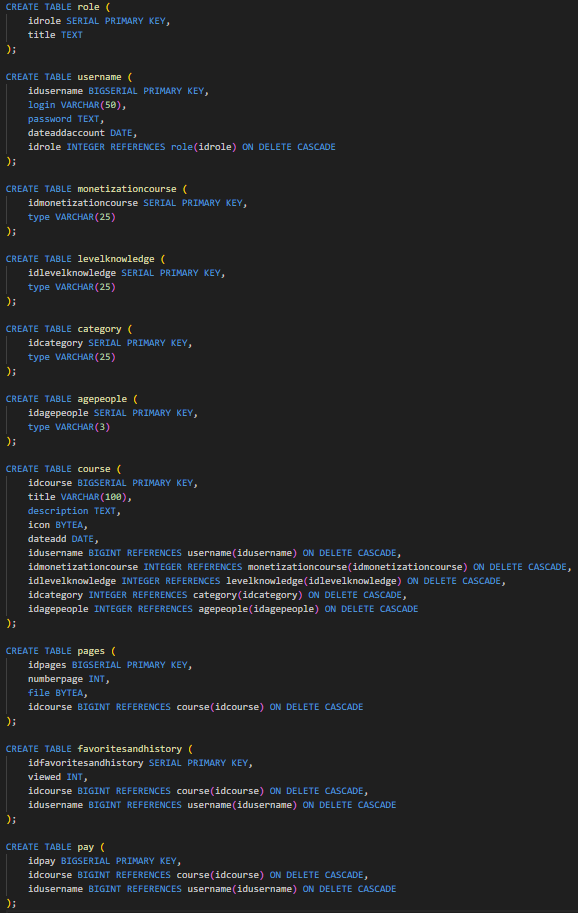 CREATE TABLE role (
    idrole SERIAL PRIMARY KEY,
    title TEXT
);

CREATE TABLE username (
    idusername BIGSERIAL PRIMARY KEY,
    login VARCHAR(50),
    password TEXT,
    dateaddaccount DATE,
    idrole INTEGER REFERENCES role(idrole) ON DELETE CASCADE
);

CREATE TABLE monetizationcourse (
    idmonetizationcourse SERIAL PRIMARY KEY,
    type VARCHAR(25)
);

CREATE TABLE levelknowledge (
    idlevelknowledge SERIAL PRIMARY KEY,
    type VARCHAR(25)
);

CREATE TABLE category (
    idcategory SERIAL PRIMARY KEY,
    type VARCHAR(25)
);

CREATE TABLE agepeople (
    idagepeople SERIAL PRIMARY KEY,
    type VARCHAR(3)
);

CREATE TABLE course (
    idcourse BIGSERIAL PRIMARY KEY,
    title VARCHAR(100),
    description TEXT,
    icon BYTEA,
    dateadd DATE,
    idusername BIGINT REFERENCES username(idusername) ON DELETE CASCADE,
    idmonetizationcourse INTEGER REFERENCES monetizationcourse(idmonetizationcourse) ON DELETE CASCADE,
    idlevelknowledge INTEGER REFERENCES levelknowledge(idlevelknowledge) ON DELETE CASCADE,
    idcategory INTEGER REFERENCES category(idcategory) ON DELETE CASCADE,
    idagepeople INTEGER REFERENCES agepeople(idagepeople) ON DELETE CASCADE
);

CREATE TABLE pages (
    idpages BIGSERIAL PRIMARY KEY,
    numberpage INT,
    file BYTEA,
    idcourse BIGINT REFERENCES course(idcourse) ON DELETE CASCADE
);

CREATE TABLE favoritesandhistory (
    idfavoritesandhistory SERIAL PRIMARY KEY,
    viewed INT,
    idcourse BIGINT REFERENCES course(idcourse) ON DELETE CASCADE,
    idusername BIGINT REFERENCES username(idusername) ON DELETE CASCADE
);

CREATE TABLE pay (
    idpay BIGSERIAL PRIMARY KEY,
    idcourse BIGINT REFERENCES course(idcourse) ON DELETE CASCADE,
    idusername BIGINT REFERENCES username(idusername) ON DELETE CASCADE
);